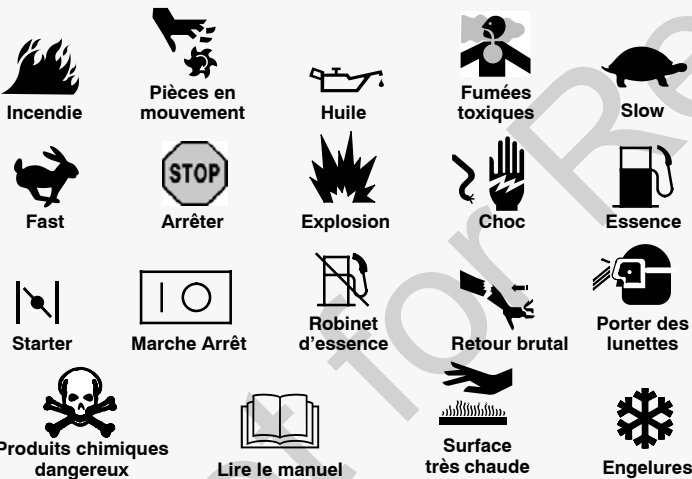 Incendie
Pièces en
mouvement
Huile
Fumées
toxiques
Slow
Fast
STOP
Arrêter
Explosion
Choc
Essence
Starter
Marche Arrêt
Robinet
d’essence
Retour brutal
Porter des
lunettes
Produits chimiques
dangereux
Lire le manuel
Surface
très chaude
Engelures